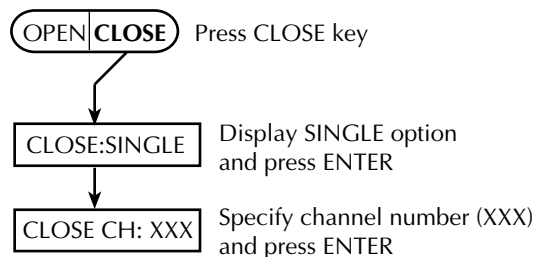 OPEN CLOSE Press CLOSE key
CLOSE:SINGLE Display SINGLE option
and press ENTER
CLOSE CH: XXX Specify channel number (XXX)
and press ENTER